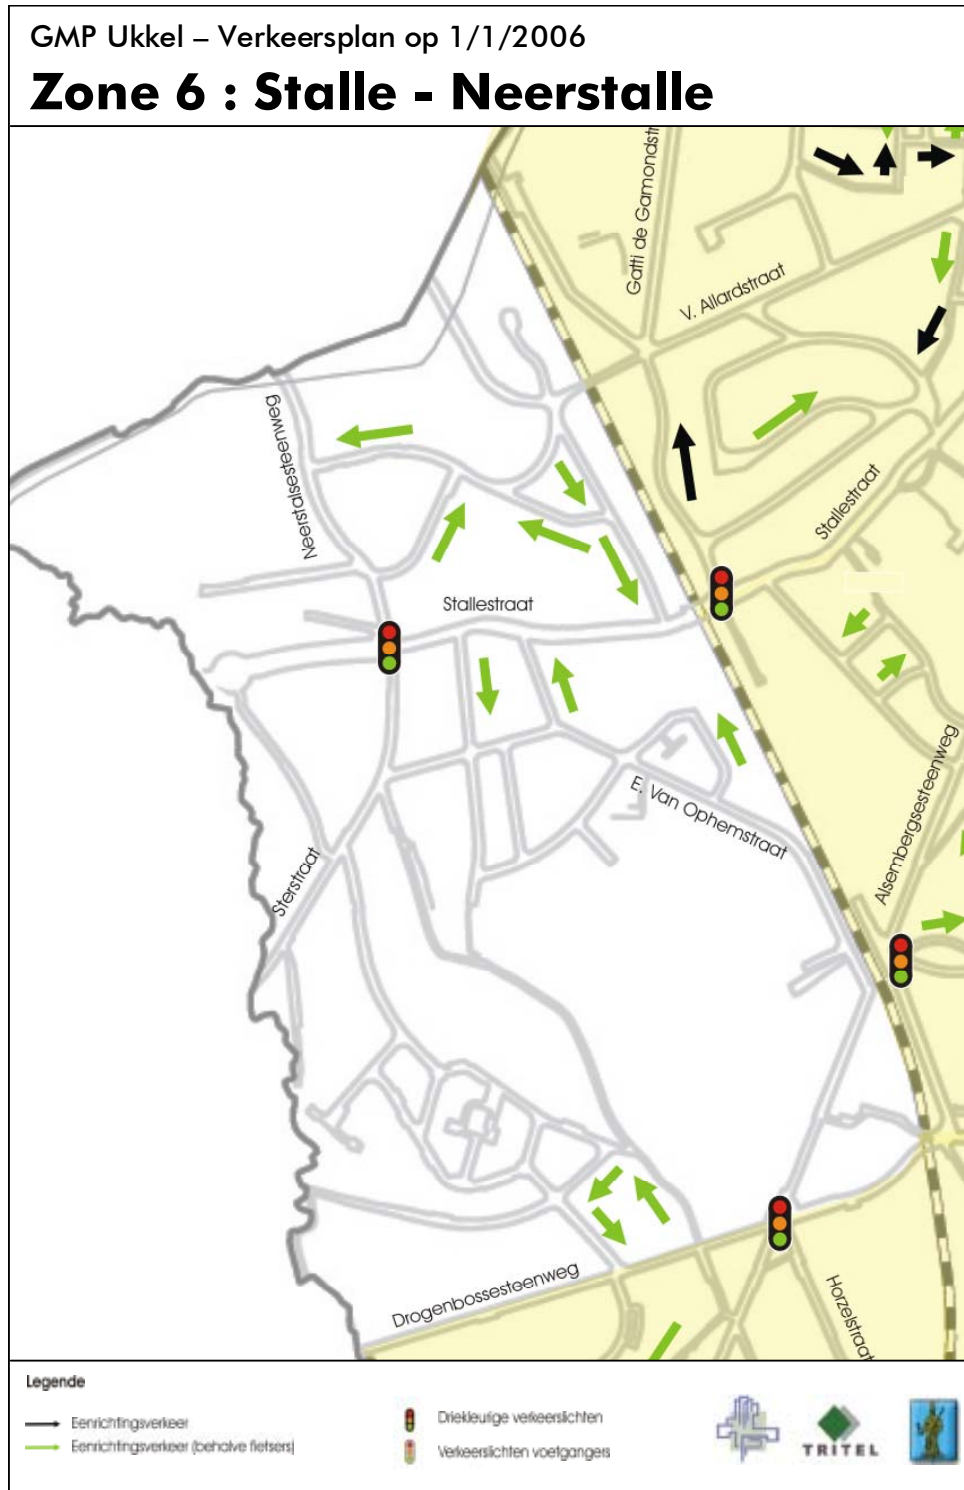 GMP Ukkel – Verkeersplan op 1/1/2006
Zone 6 : Stalle - Neerstalle
Gatti de Gamondstr
V. Allardstraat
Neerstalsesteenweg
Stallestraat
Stallestraat
E. Van Ophemstraat
Alsembergsesteenweg
Sterstraat
Drogenbossesteenweg
Horzelstraat
Legende
Eenrichtingsverkeer
Eenrichtingsverkeer (behalve fietsers)
Driekleurige verkeerslichten
Verkeerslichten voetgangers
TRITEL